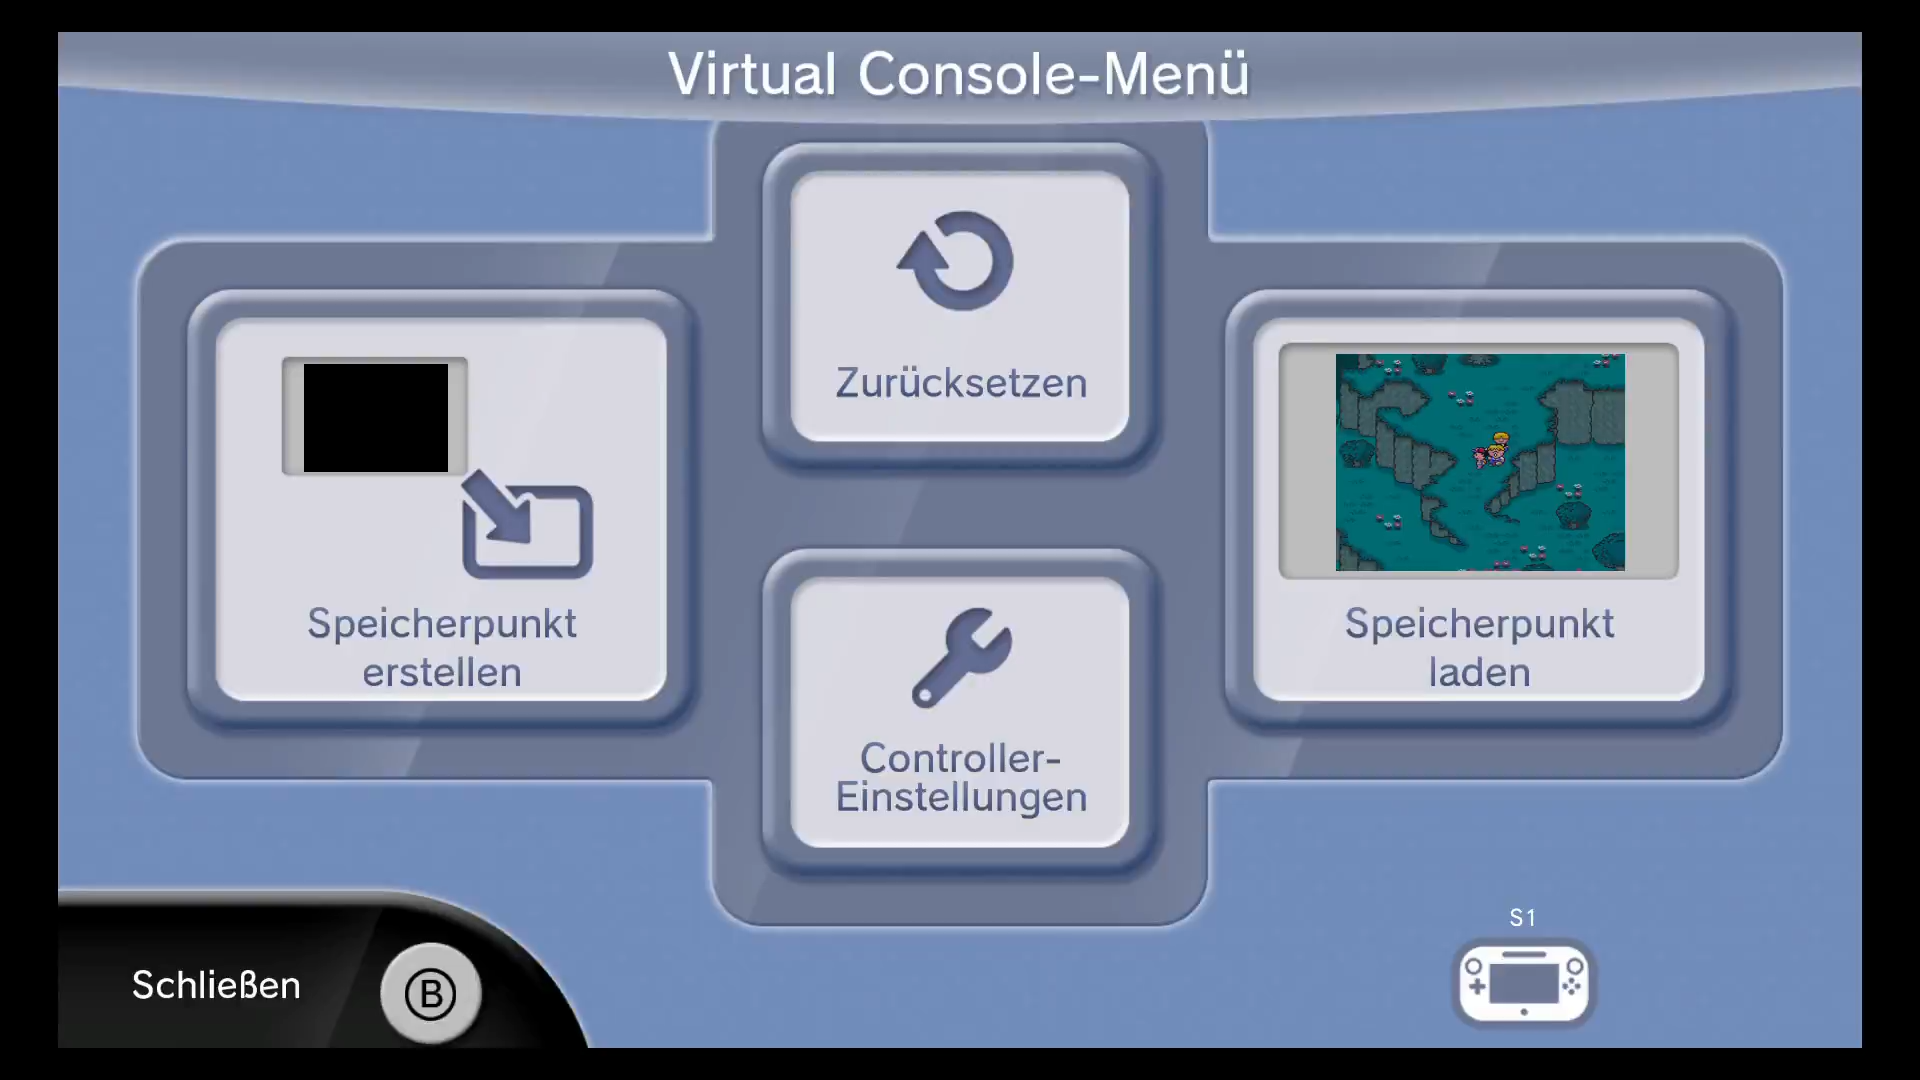 Virtual Console-Menü
Zurücksetzen
Speicherpunkt
erstellen
Speicherpunkt
laden
Controller-
Einstellungen
S1
Schließen
B